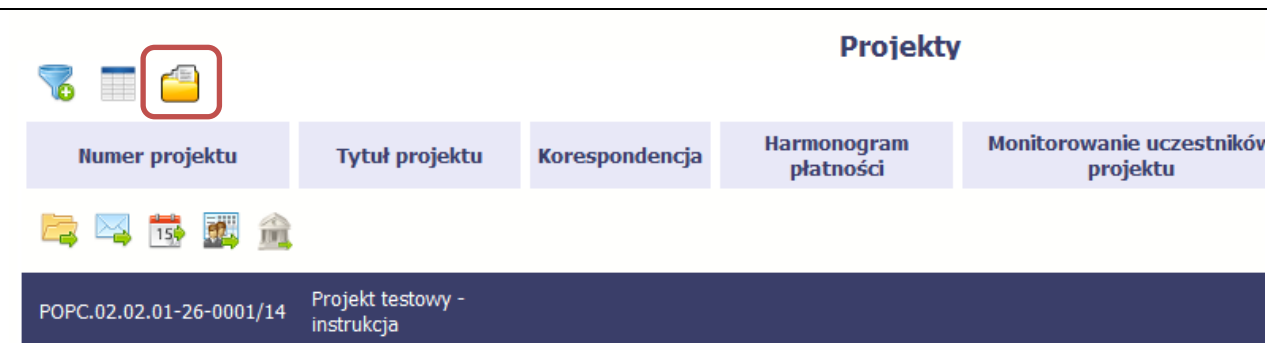 Projekty
Numer projektu
Tytuł projektu
Korespondencja
Harmonogram
płatności
Monitorowanie uczestników
projektu
15
POPC.02.02.01-26-0001/14
Projekt testowy -
instrukcja